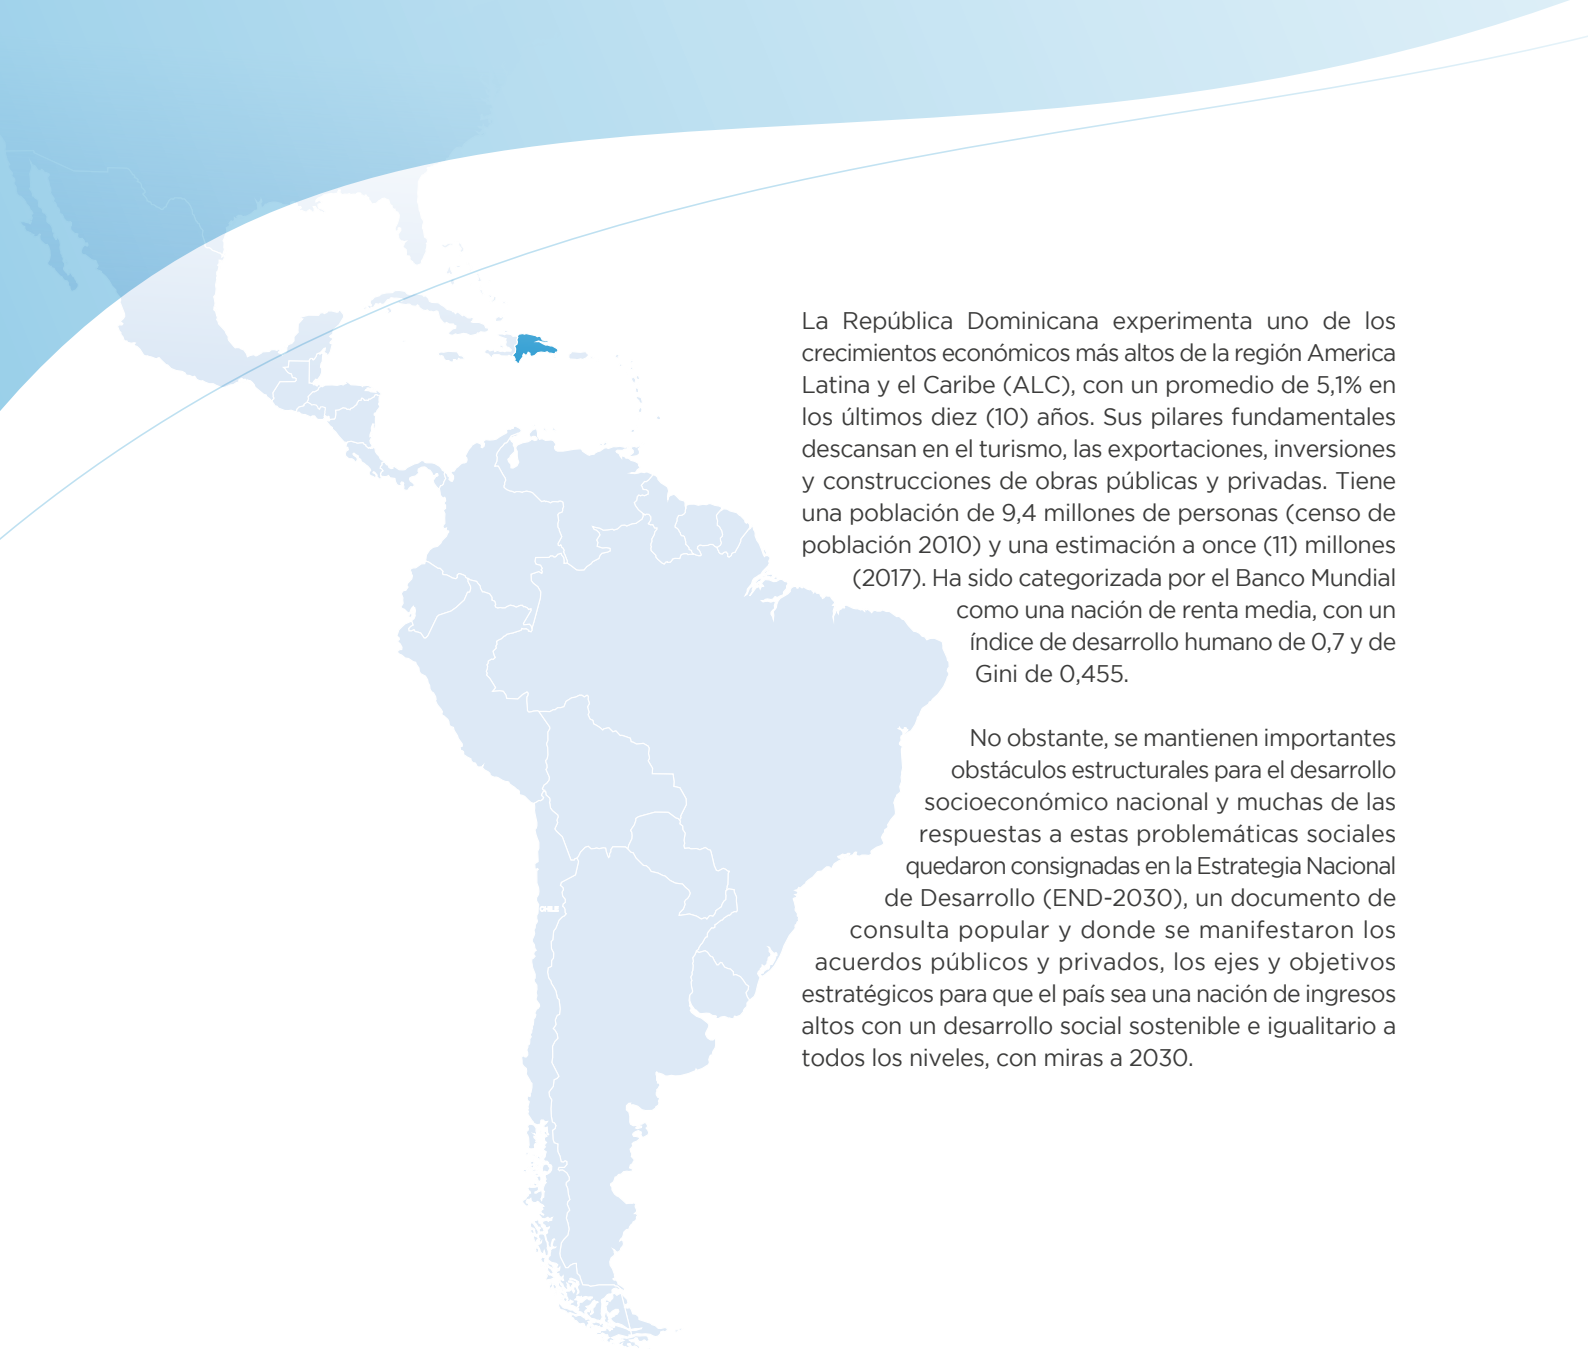 La República Dominicana experimenta uno de los
crecimientos económicos más altos de la región America
Latina y el Caribe (ALC), con un promedio de 5,1% en
los últimos diez (10) años. Sus pilares fundamentales
descansan en el turismo, las exportaciones, inversiones
y construcciones de obras públicas y privadas. Tiene
una población de 9,4 millones de personas (censo de
población 2010) y una estimación a once (11) millones
(2017). Ha sido categorizada por el Banco Mundial
como una nación de renta media, con un
índice de desarrollo humano de 0,7 y de
Gini de 0,455.
No obstante, se mantienen importantes
obstáculos estructurales para el desarrollo
socioeconómico nacional y muchas de las
respuestas a estas problemáticas sociales
quedaron consignadas en la Estrategia Nacional
de Desarrollo (END-2030), un documento de
consulta popular y donde se manifestaron los
acuerdos públicos y privados, los ejes y objetivos
estratégicos para que el país sea una nación de ingresos
altos con un desarrollo social sostenible e igualitario a
todos los niveles, con miras a 2030.
CHILE